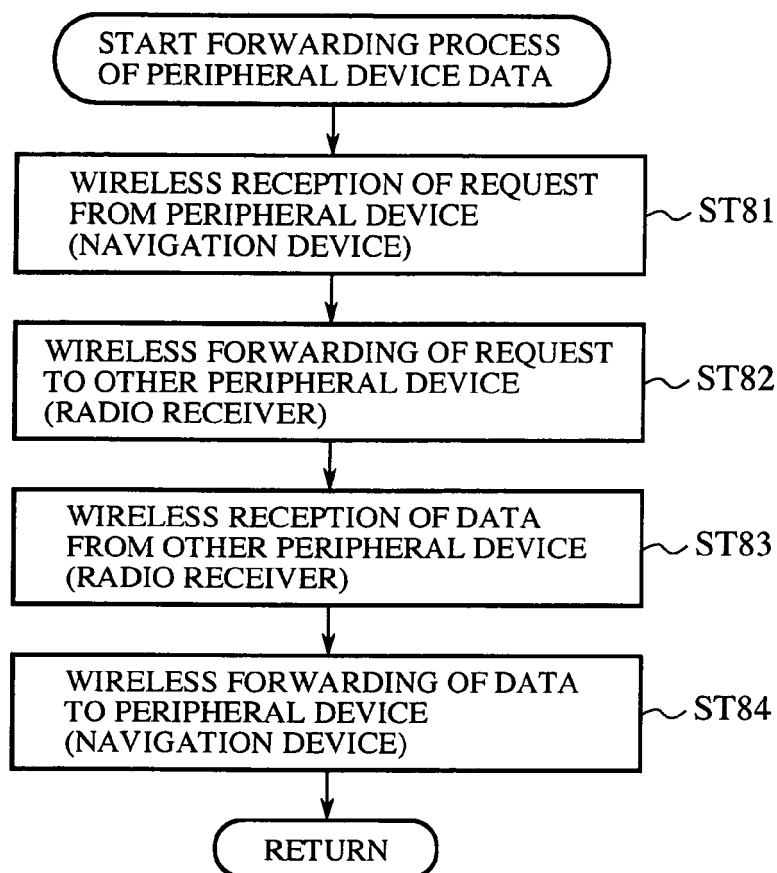 START FORWARDING PROCESS
OF PERIPHERAL DEVICE DATA
WIRELESS RECEPTION OF REQUEST
FROM PERIPHERAL DEVICE
(NAVIGATION DEVICE)
ST81
WIRELESS FORWARDING OF REQUEST
TO OTHER PERIPHERAL DEVICE
(RADIO RECEIVER)
ST82
WIRELESS RECEPTION OF DATA
FROM OTHER PERIPHERAL DEVICE
(RADIO RECEIVER)
ST83
WIRELESS FORWARDING OF DATA
TO PERIPHERAL DEVICE
(NAVIGATION DEVICE)
ST84
RETURN